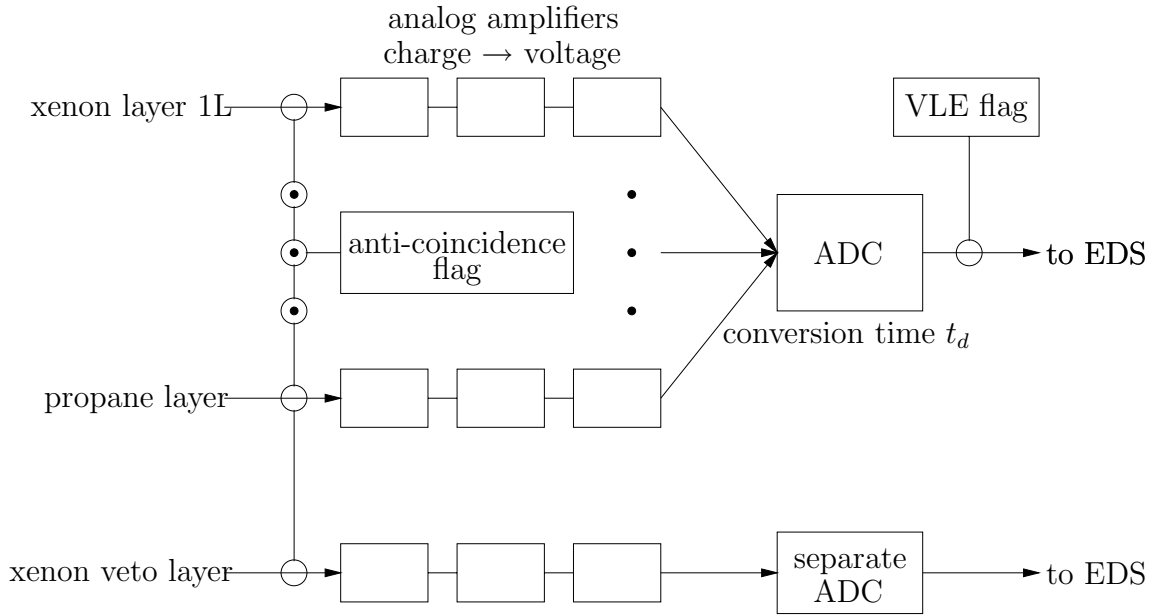 analog amplifiers
charge → voltage
xenon layer 1L
VLE flag
anti-coincidence
flag
ADC
to EDS
conversion time t_d
propane layer
xenon veto layer
separate
ADC
to EDS